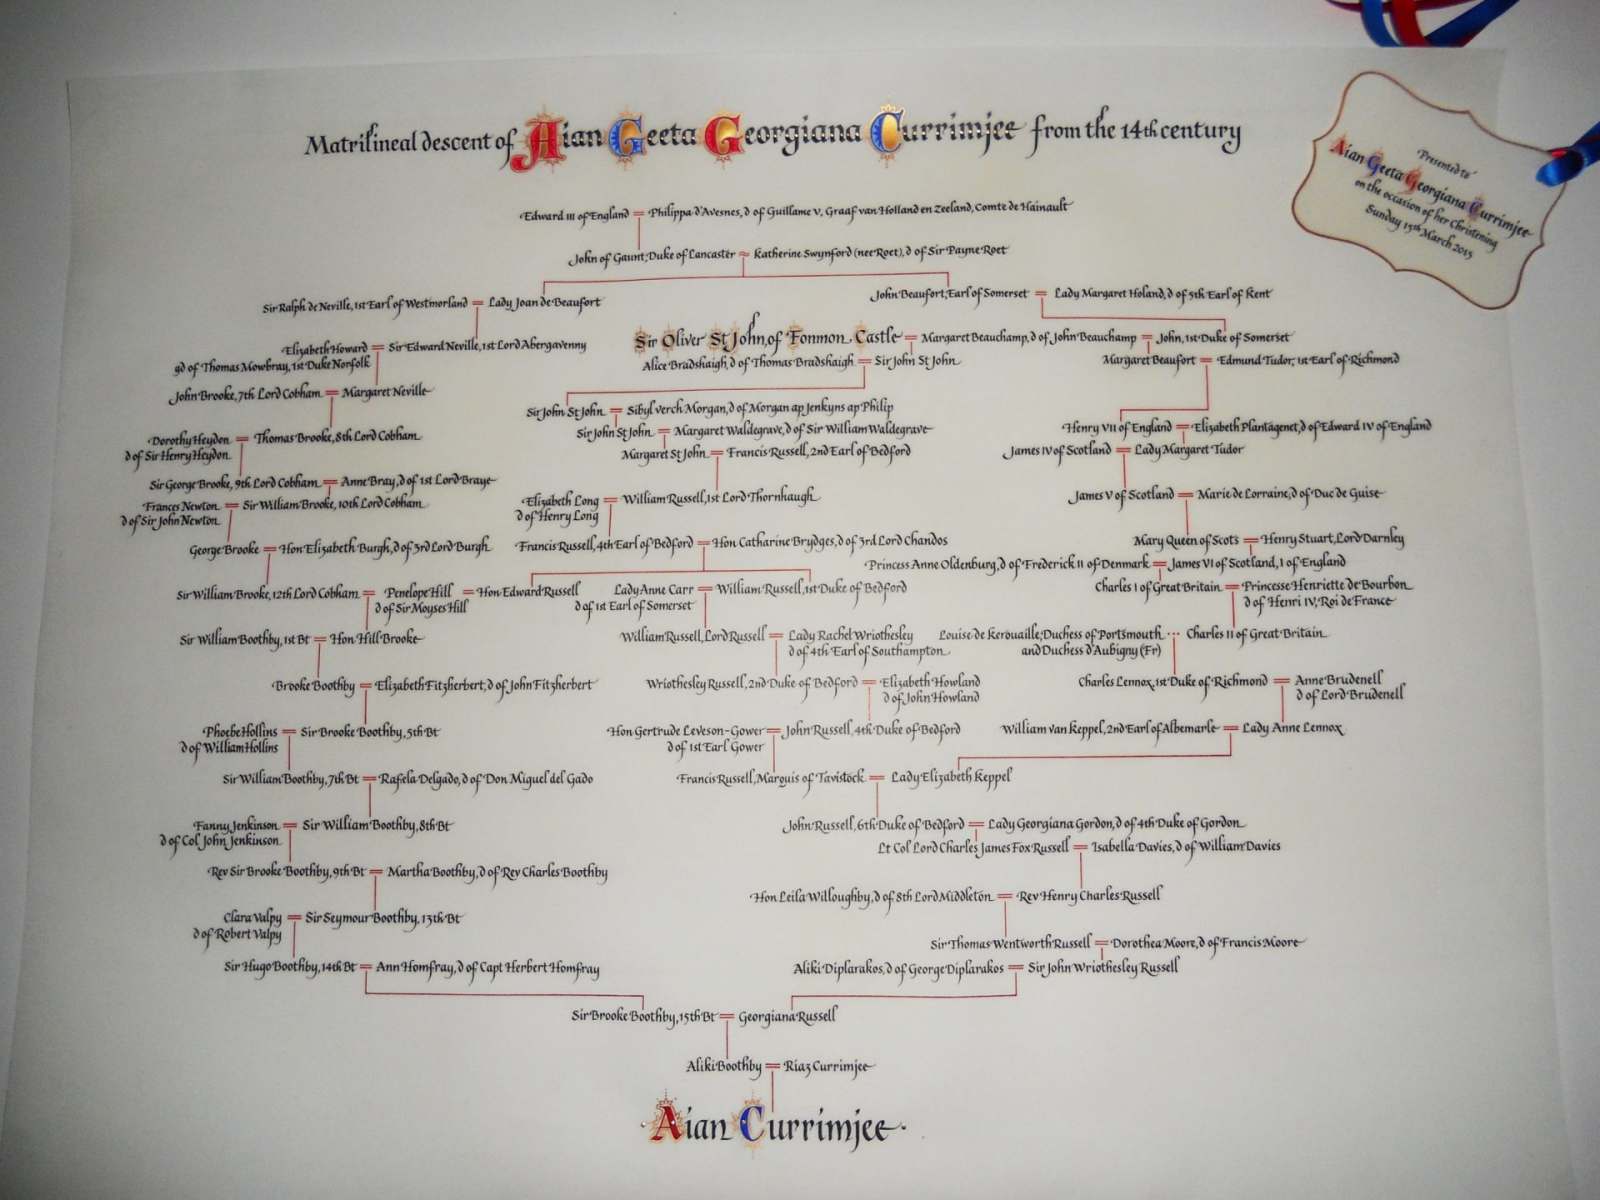 Matrilineal descent of Aian Geeta Georgiana Currimjee from the 14th century
Presented to
Aian Geeta Georgiana Currimjee
on the occasion of her Christening
Sunday 15th March 2015
Edward III of England = Philippa d'Avesnes, d of Guillame V, Graaf van Holland en Zeeland, Comte de Hainault
John of Gaunt, Duke of Lancaster = Katherine Swynford (nee Roet), d of Sir Payne Roet
Sir Ralph de Neville, 1st Earl of Westmorland = Lady Joan de Beaufort
John Beaufort, Earl of Somerset = Lady Margaret Holand, d of 5th Earl of Kent
Elizabeth Howard = Sir Edward Neville, 1st Lord Abergavenny
gd of Thomas Mowbray, 1st Duke Norfolk
Sir Oliver St John, of Fonmon Castle = Margaret Beauchamp, d of John Beauchamp = John, 1st Duke of Somerset
Alice Bradshaigh, d of Thomas Bradshaigh = Sir John St John
Margaret Beaufort = Edmund Tudor, 1st Earl of Richmond
John Brooke, 7th Lord Cobham = Margaret Neville
Sir John St John = Sibyl verch Morgan, d of Morgan ap Jenkyns ap Philip
Sir John St John = Margaret Waldegrave, d of Sir William Waldegrave
Henry VII of England = Elizabeth Plantagenet, d of Edward IV of England
Dorothy Heydon = Thomas Brooke, 8th Lord Cobham
d of Sir Henry Heydon
Margaret St John = Francis Russell, 2nd Earl of Bedford
James IV of Scotland = Lady Margaret Tudor
Sir George Brooke, 9th Lord Cobham = Anne Bray, d of 1st Lord Braye
Elizabeth Long = William Russell, 1st Lord Thornhaugh
d of Henry Long
James V of Scotland = Marie de Lorraine, d of Duc de Guise
Frances Newton = Sir William Brooke, 10th Lord Cobham
d of Sir John Newton
George Brooke = Hon Elizabeth Burgh, d of 3rd Lord Burgh
Francis Russell, 4th Earl of Bedford = Hon Catharine Brydges, d of 3rd Lord Chandos
Mary Queen of Scots = Henry Stuart, Lord Darnley
Princess Anne Oldenburg, d of Frederick II of Denmark = James VI of Scotland, I of England
Sir William Brooke, 12th Lord Cobham = Penelope Hill = Hon Edward Russell
d of Sir Moyses Hill
Lady Anne Carr = William Russell, 1st Duke of Bedford
d of 1st Earl of Somerset
Charles I of Great Britain = Princesse Henriette de Bourbon
d of Henri IV, Roi de France
Sir William Boothby, 1st Bt = Hon Hill Brooke
William Russell, Lord Russell = Lady Rachel Wriothesley
d of 4th Earl of Southampton
Louise de Kerouaille, Duchess of Portsmouth ... Charles II of Great Britain
and Duchess d'Aubigny (Fr)
Brooke Boothby = Elizabeth Fitzherbert, d of John Fitzherbert
Wriothesley Russell, 2nd Duke of Bedford = Elizabeth Howland
d of John Howland
Charles Lennox, 1st Duke of Richmond = Anne Brudenell
d of Lord Brudenell
Phoebe Hollins = Sir Brooke Boothby, 5th Bt
d of William Hollins
Hon Gertrude Leveson-Gower = John Russell, 4th Duke of Bedford
d of 1st Earl Gower
William van Keppel, 2nd Earl of Albemarle = Lady Anne Lennox
Sir William Boothby, 7th Bt = Rafela Delgado, d of Don Miguel del Gado
Francis Russell, Marquis of Tavistock = Lady Elizabeth Keppel
Fanny Jenkinson = Sir William Boothby, 8th Bt
d of Col John Jenkinson
John Russell, 6th Duke of Bedford = Lady Georgiana Gordon, d of 4th Duke of Gordon
Lt Col Lord Charles James Fox Russell = Isabella Davies, d of William Davies
Rev Sir Brooke Boothby, 9th Bt = Martha Boothby, d of Rev Charles Boothby
Hon Leila Willoughby, d of 8th Lord Middleton = Rev Henry Charles Russell
Clara Valpy = Sir Seymour Boothby, 13th Bt
d of Robert Valpy
Sir Thomas Wentworth Russell = Dorothea Moore, d of Francis Moore
Sir Hugo Boothby, 14th Bt = Ann Homfray, d of Capt Herbert Homfray
Aliki Diplarakos, d of George Diplarakos = Sir John Wriothesley Russell
Sir Brooke Boothby, 15th Bt = Georgiana Russell
Aliki Boothby = Riaz Currimjee
Aian Currimjee